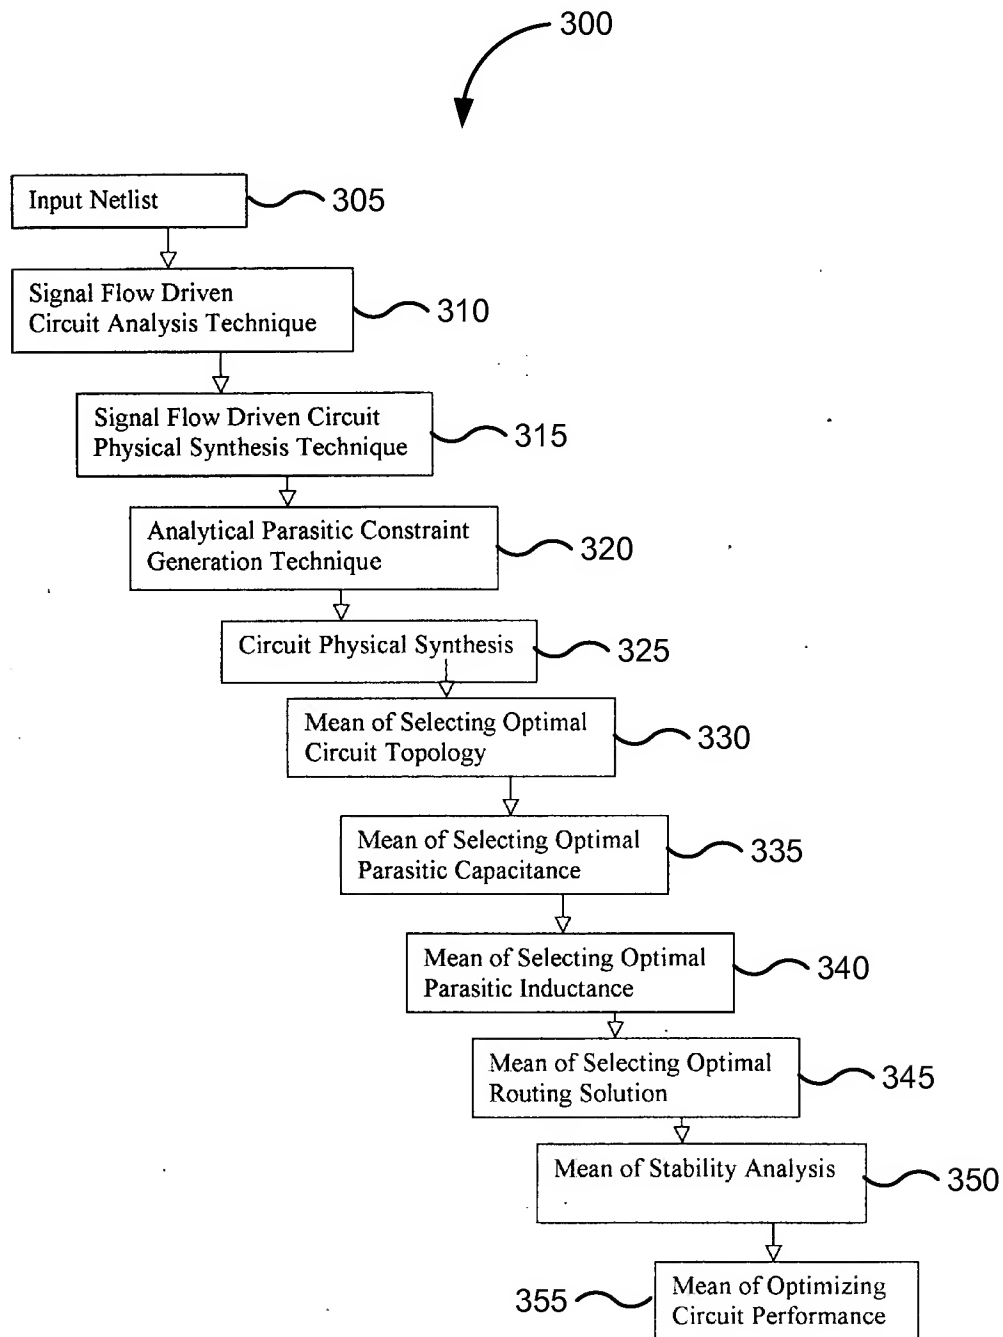 300
Input Netlist
305
Signal Flow Driven
Circuit Analysis Technique
310
Signal Flow Driven Circuit
Physical Synthesis Technique
315
Analytical Parasitic Constraint
Generation Technique
320
Circuit Physical Synthesis
325
Mean of Selecting Optimal
Circuit Topology
330
Mean of Selecting Optimal
Parasitic Capacitance
335
Mean of Selecting Optimal
Parasitic Inductance
340
Mean of Selecting Optimal
Routing Solution
345
Mean of Stability Analysis
350
355
Mean of Optimizing
Circuit Performance